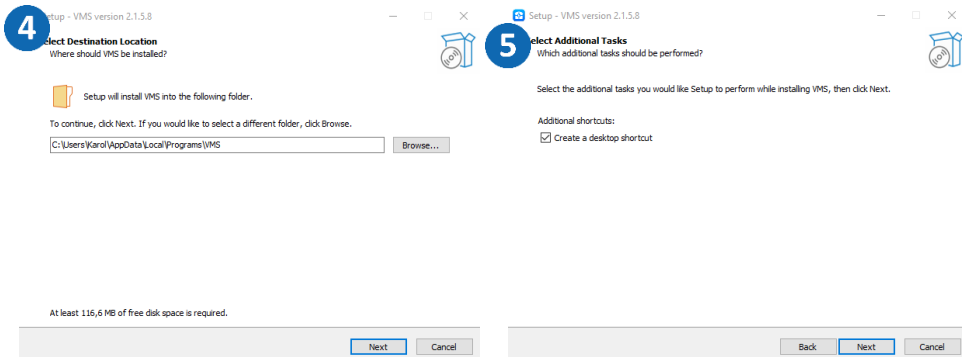 4
etup - VMS version 2.1.5.8
elect Destination Location
Where should VMS be installed?
Setup will install VMS into the following folder.
To continue, click Next. If you would like to select a different folder, click Browse.
C:\Users\Karol\AppData\Local\Programs\VMS
Browse...
At least 116,6 MB of free disk space is required.
Next
Cancel
5
Setup - VMS version 2.1.5.8
elect Additional Tasks
Which additional tasks should be performed?
Select the additional tasks you would like Setup to perform while installing VMS, then click Next.
Additional shortcuts:
Create a desktop shortcut
Back
Next
Cancel